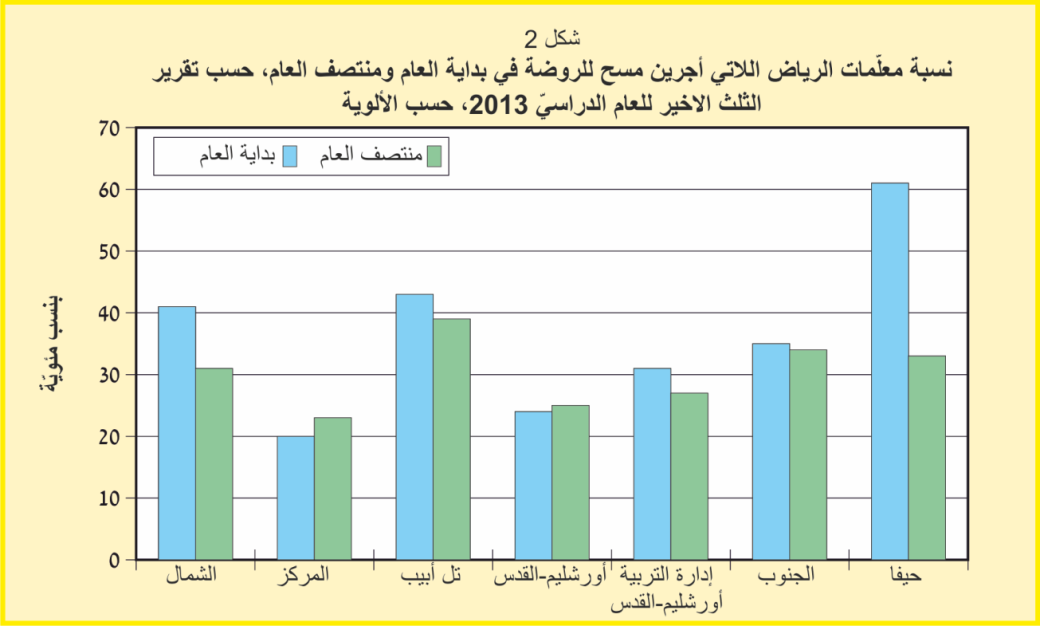 شكل 2
نسبة معلّمات الرياض اللاتي أجرين مسح للروضة في بداية العام ومنتصف العام، حسب تقرير
الثلث الاخير للعام الدراسيّ 2013، حسب الألوية
منتصف العام
بداية العام
بنسب مئويّة
70
60
50
40
30
20
10
0
الشمال
المركز
تل أبيب
أورشليم-القدس
إدارة التربية
أورشليم-القدس
الجنوب
حيفا